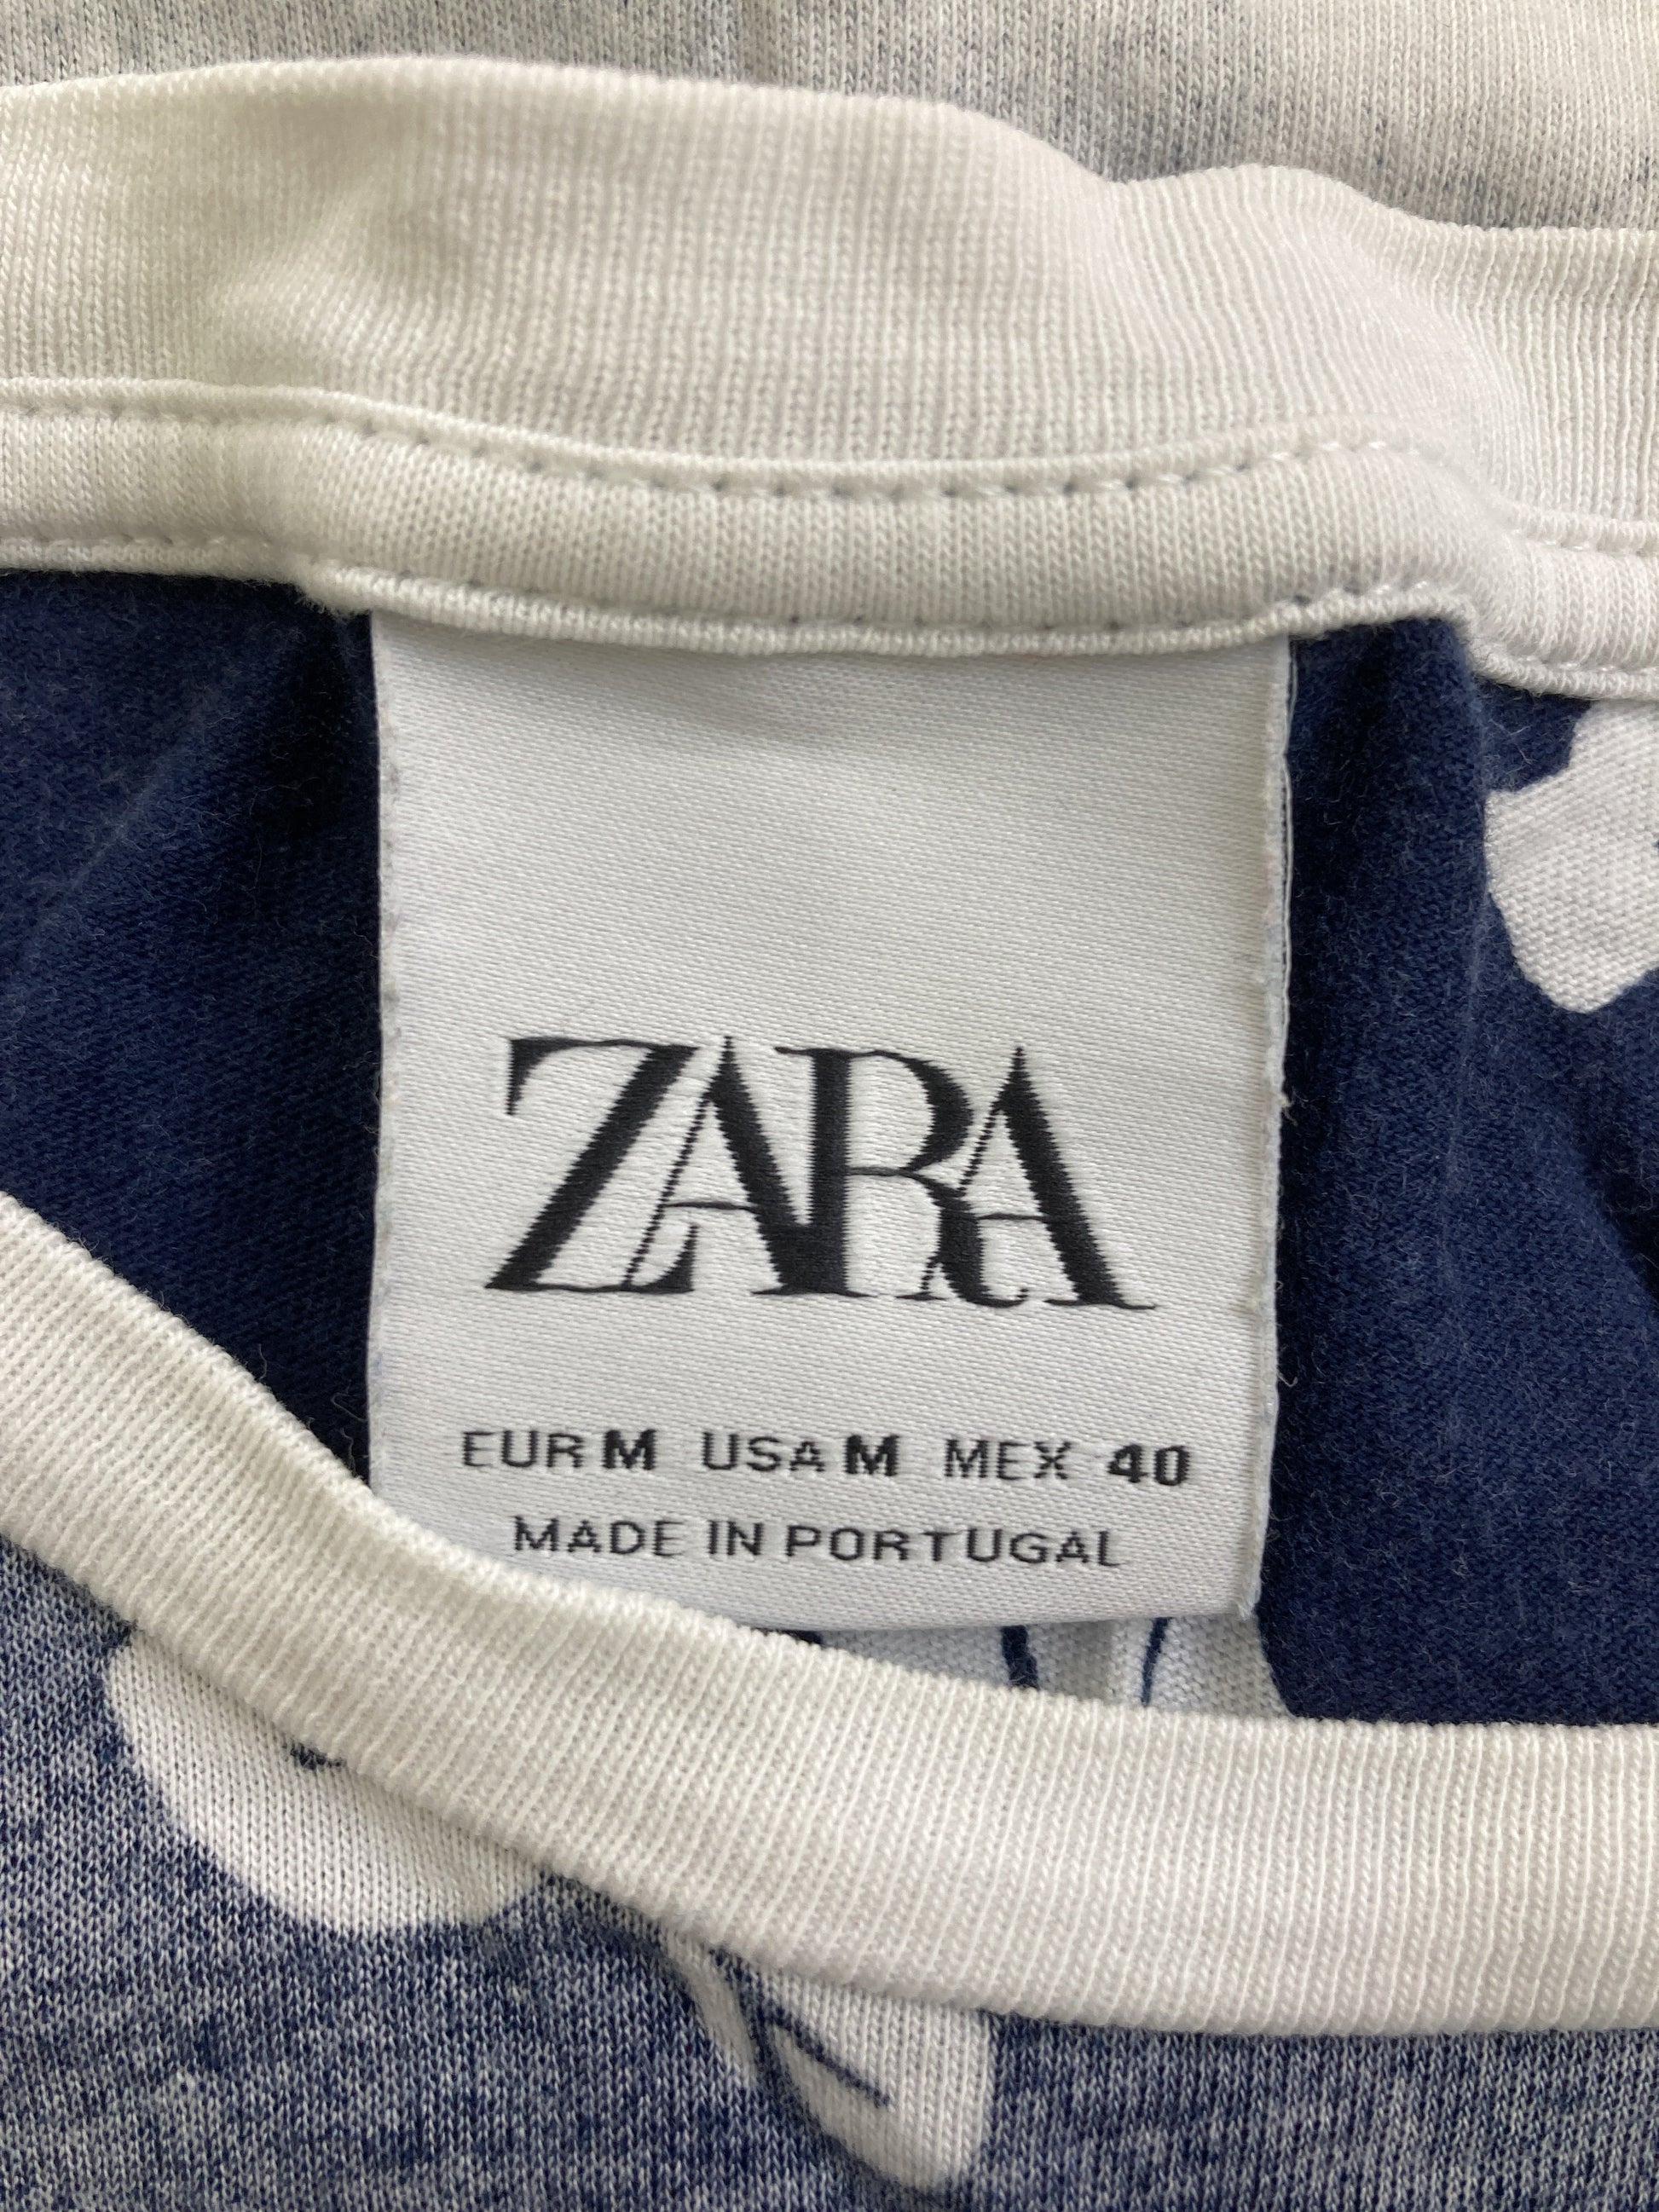 ZARA
EUR M USA M MEX 40
MADE IN PORTUGAL